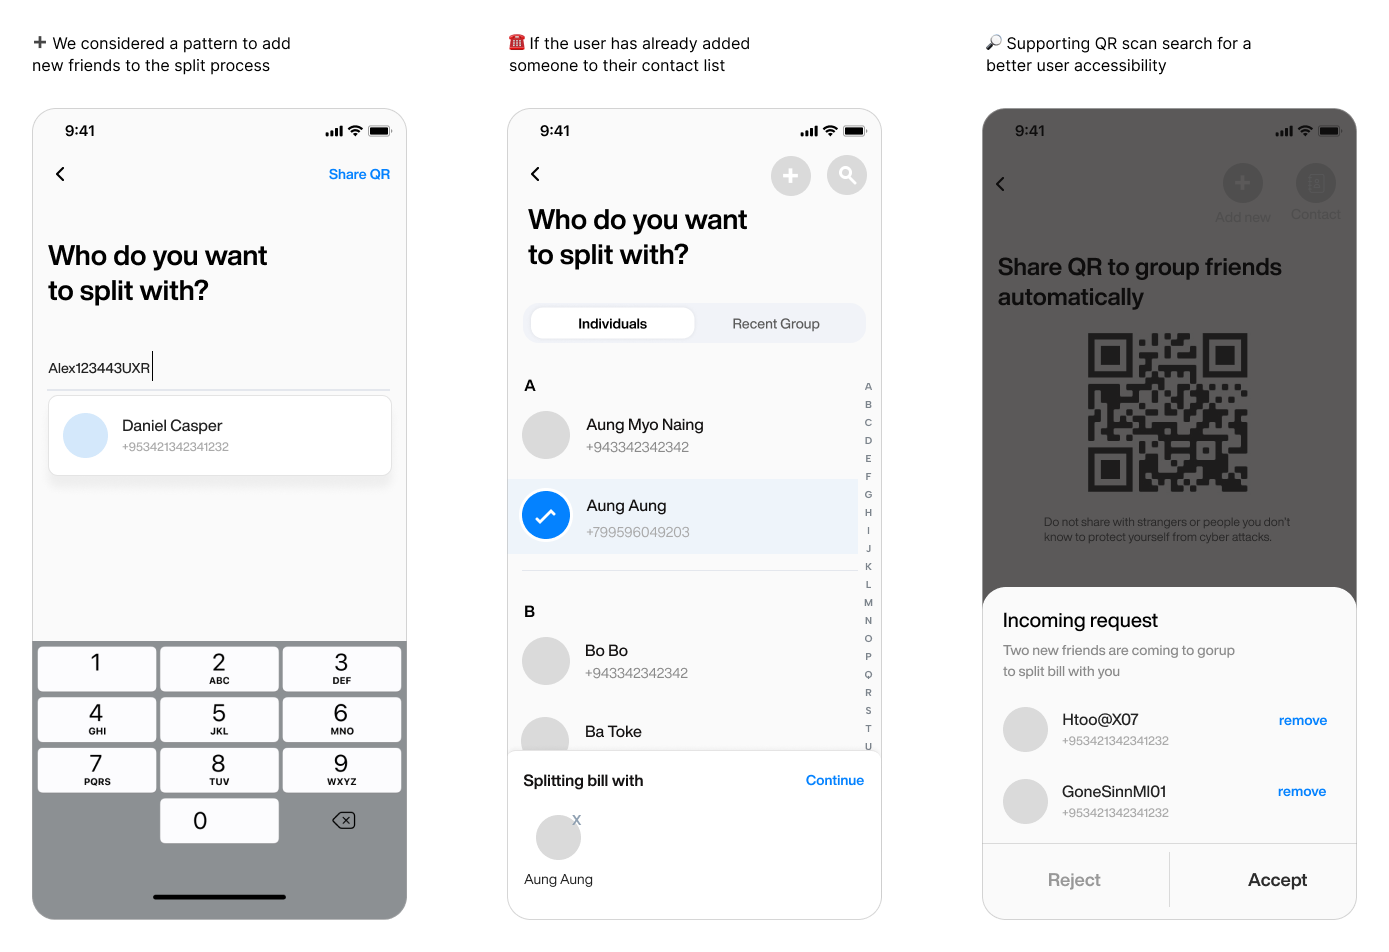 ➕ We considered a pattern to add
new friends to the split process
9:41
Share QR
Who do you want
to split with?
Alex123443UXR
Daniel Casper
+953421342341232
1
2
ABC
3
DEF
4
GHI
5
JKL
6
MNO
7
PQRS
8
TUV
9
WXYZ
0
☎️ If the user has already added
someone to their contact list
9:41
Who do you want
to split with?
Individuals
Recent Group
A
Aung Myo Naing
+943342342342
Aung Aung
+799596049203
B
Bo Bo
+943342342342
Ba Toke
A
B
C
D
E
F
G
H
I
J
K
L
M
N
O
P
Q
R
S
T
U
Splitting bill with
Continue
X
Aung Aung
🔎 Supporting QR scan search for a
better user accessibility
9:41
Add new
Contact
Share QR to group friends
automatically
Do not share with strangers or people you don't
know to protect yourself from cyber attacks.
Incoming request
Two new friends are coming to gorup
to split bill with you
Htoo@X07
+953421342341232
remove
GoneSinnMI01
+953421342341232
remove
Reject
Accept